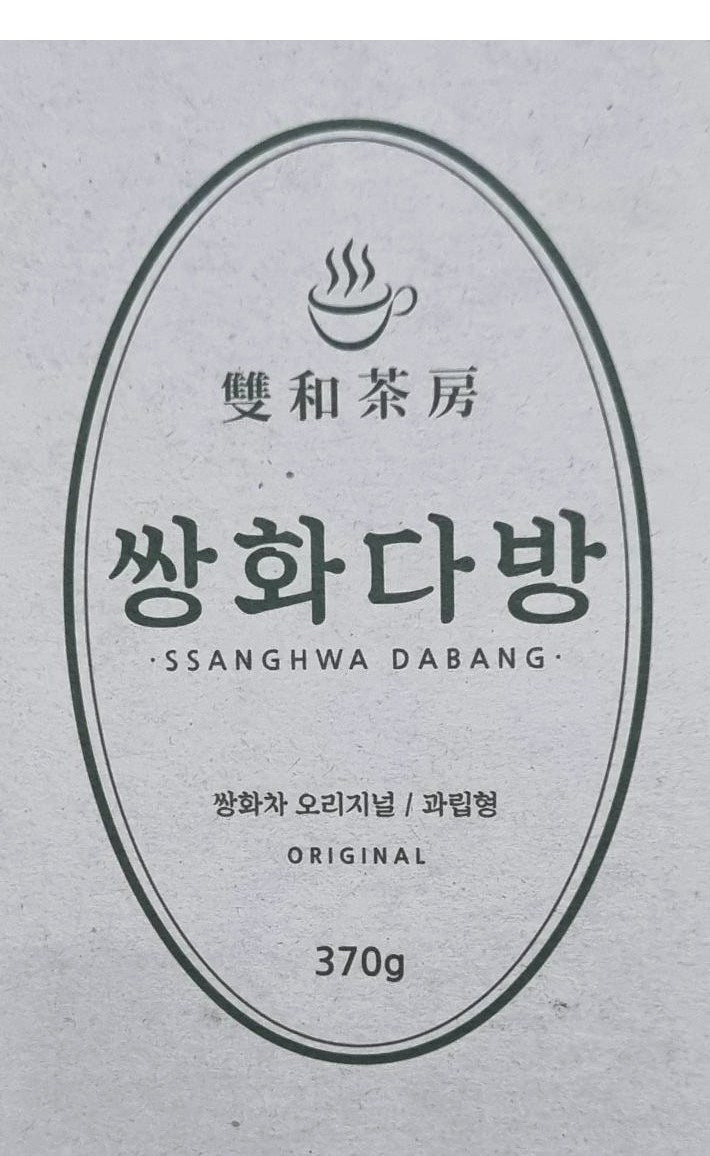 雙和茶房
쌍화다방
·SSANGHWA DABANG·
쌍화차 오리지널 / 과립형
ORIGINAL
370g